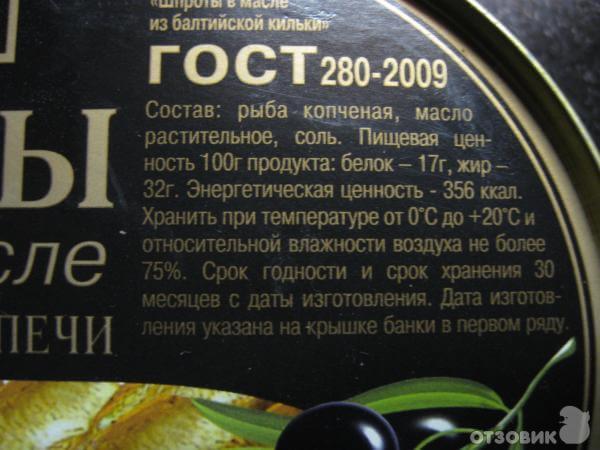 «Шпроты в масле
из балтийской кильки»
ГОСТ 280-2009
Состав: рыба копченая, масло
растительное, соль. Пищевая цен-
ность 100г продукта: белок – 17г, жир –
32г. Энергетическая ценность - 356 ккал.
Хранить при температуре от 0°С до +20°С и
относительной влажности воздуха не более
75%. Срок годности и срок хранения 30
месяцев с даты изготовления. Дата изготов-
ления указана на крышке банки в первом ряду.
ТЫ
сле
ПЕЧИ
ОТЗОВИК